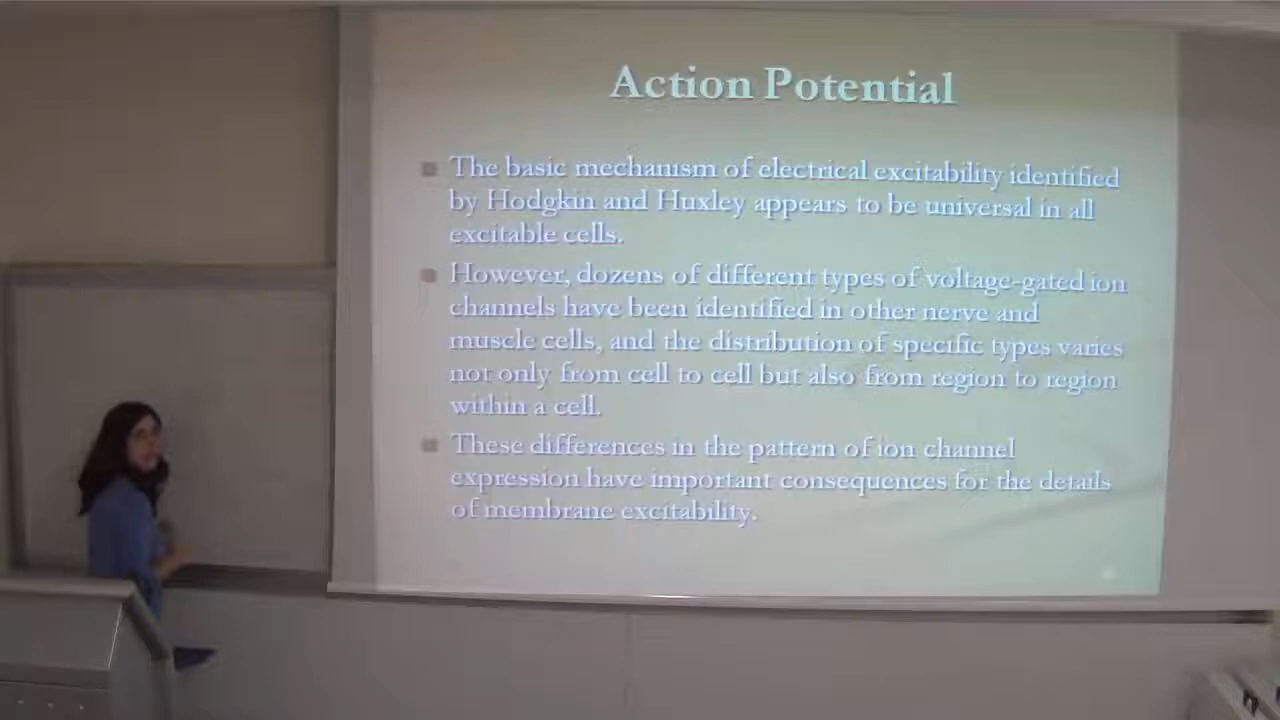 Action Potential
The basic mechanism of electrical excitability identified
by Hodgkin and Huxley appears to be universal in all
excitable cells.
However, dozens of different types of voltage-gated ion
channels have been identified in other nerve and
muscle cells, and the distribution of specific types varies
not only from cell to cell but also from region to region
within a cell.
These differences in the pattern of ion channel
expression have important consequences for the details
of membrane excitability.